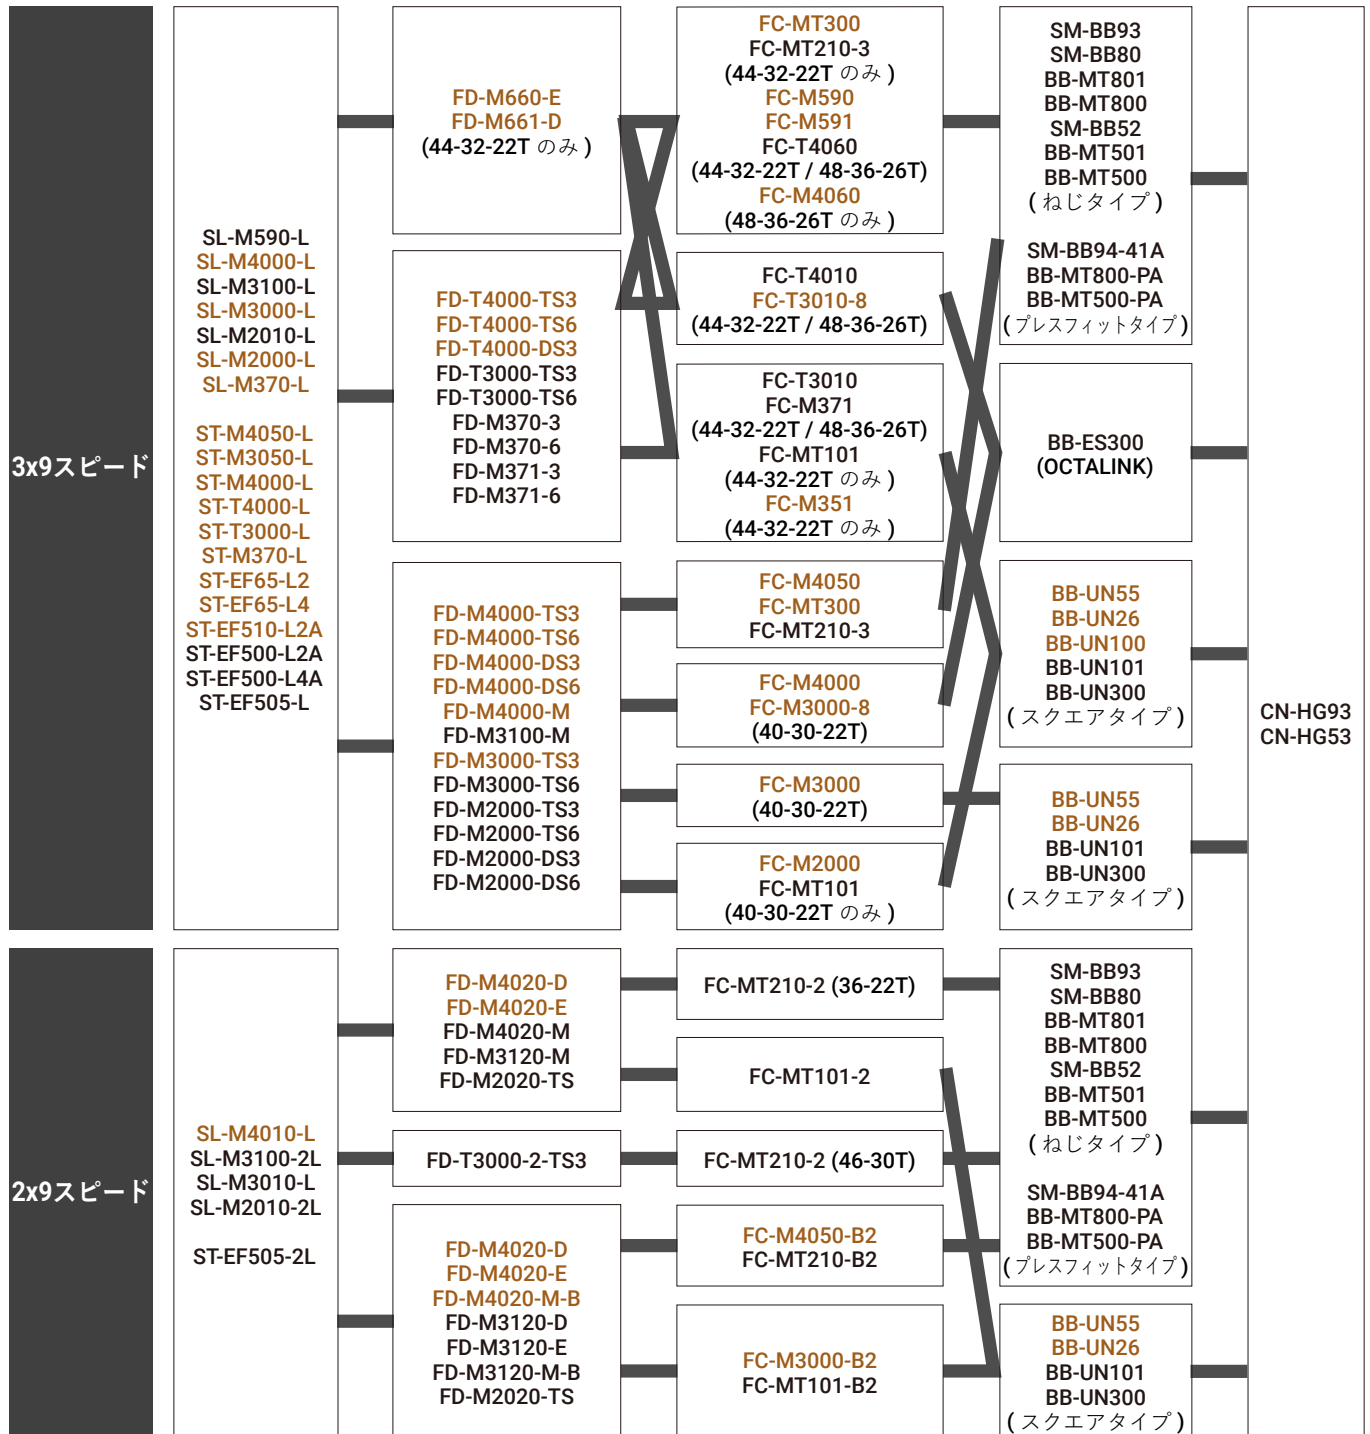 3x9スピード
SL-M590-L
SL-M4000-L
SL-M3100-L
SL-M3000-L
SL-M2010-L
SL-M2000-L
SL-M370-L
ST-M4050-L
ST-M3050-L
ST-M4000-L
ST-T4000-L
ST-T3000-L
ST-M370-L
ST-EF65-L2
ST-EF65-L4
ST-EF510-L2A
ST-EF500-L2A
ST-EF500-L4A
ST-EF505-L
FD-M660-E
FD-M661-D
(44-32-22T のみ )
FD-T4000-TS3
FD-T4000-TS6
FD-T4000-DS3
FD-T3000-TS3
FD-T3000-TS6
FD-M370-3
FD-M370-6
FD-M371-3
FD-M371-6
FD-M4000-TS3
FD-M4000-TS6
FD-M4000-DS3
FD-M4000-DS6
FD-M4000-M
FD-M3100-M
FD-M3000-TS3
FD-M3000-TS6
FD-M2000-TS3
FD-M2000-TS6
FD-M2000-DS3
FD-M2000-DS6
FC-MT300
FC-MT210-3
(44-32-22T のみ )
FC-M590
FC-M591
FC-T4060
(44-32-22T / 48-36-26T)
FC-M4060
(48-36-26T のみ )
FC-T4010
FC-T3010-8
(44-32-22T / 48-36-26T)
FC-T3010
FC-M371
(44-32-22T / 48-36-26T)
FC-MT101
(44-32-22T のみ )
FC-M351
(44-32-22T のみ )
FC-M4050
FC-MT300
FC-MT210-3
FC-M4000
FC-M3000-8
(40-30-22T)
FC-M3000
(40-30-22T)
FC-M2000
FC-MT101
(40-30-22T のみ )
SM-BB93
SM-BB80
BB-MT801
BB-MT800
SM-BB52
BB-MT501
BB-MT500
( ねじタイプ )
SM-BB94-41A
BB-MT800-PA
BB-MT500-PA
( プレスフィットタイプ )
BB-ES300
(OCTALINK)
BB-UN55
BB-UN26
BB-UN100
BB-UN101
BB-UN300
( スクエアタイプ )
BB-UN55
BB-UN26
BB-UN101
BB-UN300
( スクエアタイプ )
CN-HG93
CN-HG53
2x9スピード
SL-M4010-L
SL-M3100-2L
SL-M3010-L
SL-M2010-2L
ST-EF505-2L
FD-M4020-D
FD-M4020-E
FD-M4020-M
FD-M3120-M
FD-M2020-TS
FD-T3000-2-TS3
FD-M4020-D
FD-M4020-E
FD-M4020-M-B
FD-M3120-D
FD-M3120-E
FD-M3120-M-B
FD-M2020-TS
FC-MT210-2 (36-22T)
FC-MT101-2
FC-MT210-2 (46-30T)
FC-M4050-B2
FC-MT210-B2
FC-M3000-B2
FC-MT101-B2
SM-BB93
SM-BB80
BB-MT801
BB-MT800
SM-BB52
BB-MT501
BB-MT500
( ねじタイプ )
SM-BB94-41A
BB-MT800-PA
BB-MT500-PA
( プレスフィットタイプ )
BB-UN55
BB-UN26
BB-UN101
BB-UN300
( スクエアタイプ )